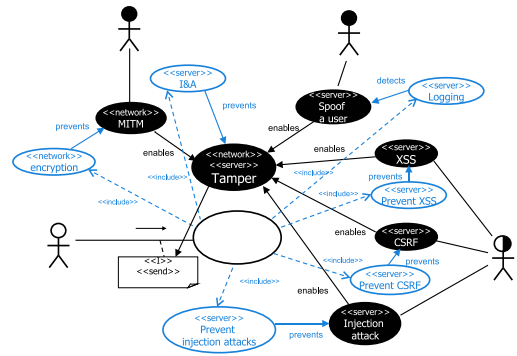 <<server>>
I&A
<<server>>
Spoof
a user
detects
<<server>>
Logging
<<network>>
MITM
prevents
prevents
enables
<<network>>
<<server>>
Tamper
enables
enables
<<server>>
XSS
<<network>>
encryption
<<include>>
<<include>>
<<include>>
prevents
<<server>>
Prevent XSS
<<include>>
<<I>>
<<send>>
enables
<<server>>
CSRF
<<include>>
prevents
<<server>>
Prevent CSRF
<<include>>
enables
<<server>>
Prevent
injection attacks
prevents
<<server>>
Injection
attack